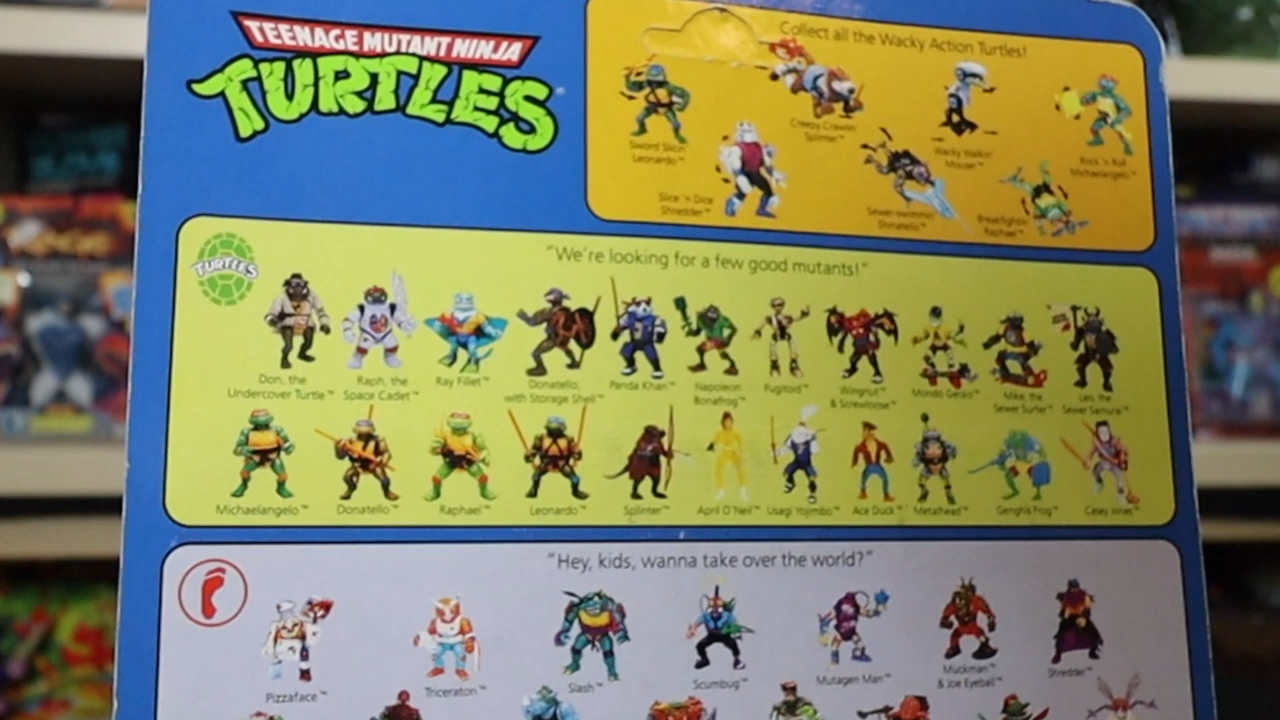 TEENAGE MUTANT NINJA
TURTLES
Collect all the Wacky Action Turtles!
Sword Slicin'
Leonardo™
Creepy Crawlin'
Splinter™
Wacky Walkin'
Mouser™
Rock 'n Roll
Michaelangelo™
Slice 'n Dice
Shredder™
Sewer-swimmin'
Donatello™
Breakfightin'
Raphael™
TURTLES
"We're looking for a few good mutants!"
Don, the
Undercover Turtle™
Raph, the
Space Cadet™
Ray Fillet™
Donatello,
with Storage Shell™
Panda Khan™
Napoleon
Bonafrog™
Fugitoid™
Wingnut™
& Screwloose™
Mondo Gecko™
Mike, the
Sewer Surfer™
Leo, the
Sewer Samurai™
Michaelangelo™
Donatello™
Raphael™
Leonardo™
Splinter™
April O'Neil™
Usagi Yojimbo™
Ace Duck™
Metalhead™
Genghis Frog™
Casey Jones™
"Hey, kids, wanna take over the world?"
Pizzaface™
Triceraton™
Slash™
Scumbug™
Mutagen Man™
Muckman™
& Joe Eyeball™
Shredder™